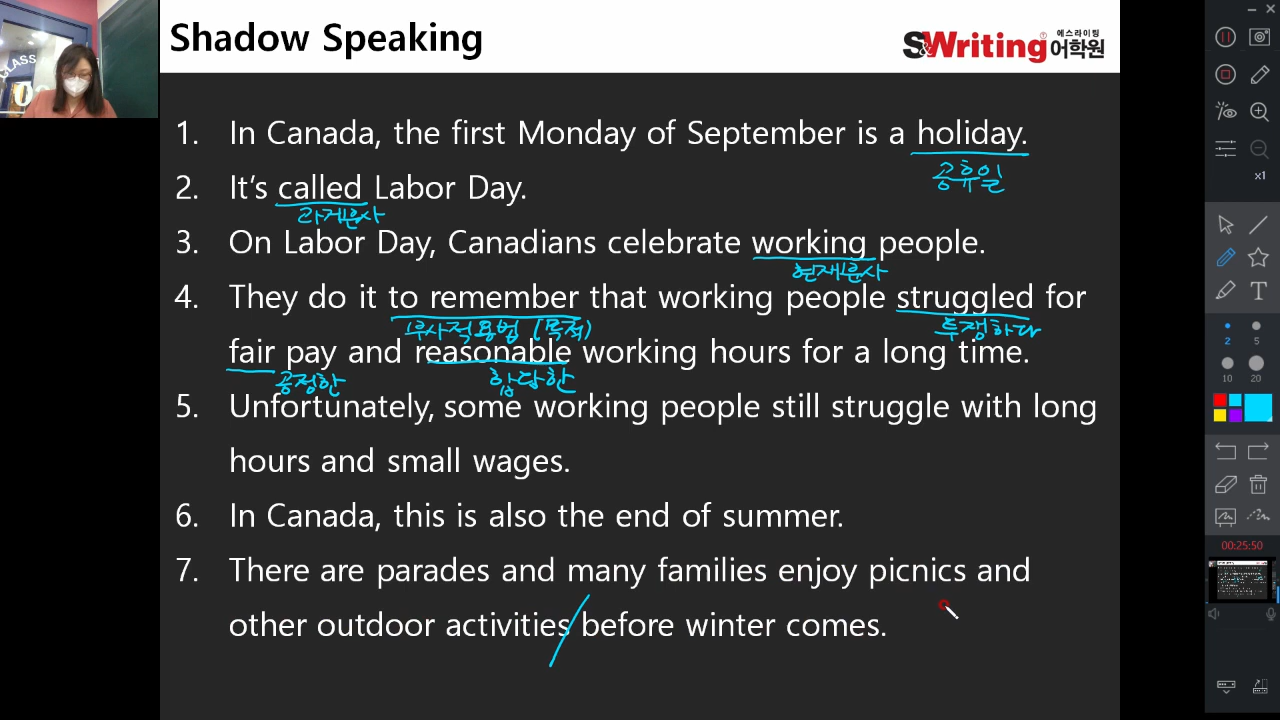 Shadow Speaking
S&Writing 에스라이팅 어학원
CLASS
1. In Canada, the first Monday of September is a holiday.
공휴일
2. It's called Labor Day.
과거분사
3. On Labor Day, Canadians celebrate working people.
현재분사
4. They do it to remember that working people struggled for
부사적용법 (목적) 투쟁하다
fair pay and reasonable working hours for a long time.
공정한 합당한
5. Unfortunately, some working people still struggle with long
hours and small wages.
6. In Canada, this is also the end of summer.
7. There are parades and many families enjoy picnics and
other outdoor activities / before winter comes.
x1
T
2 5
10 20
00:25:50